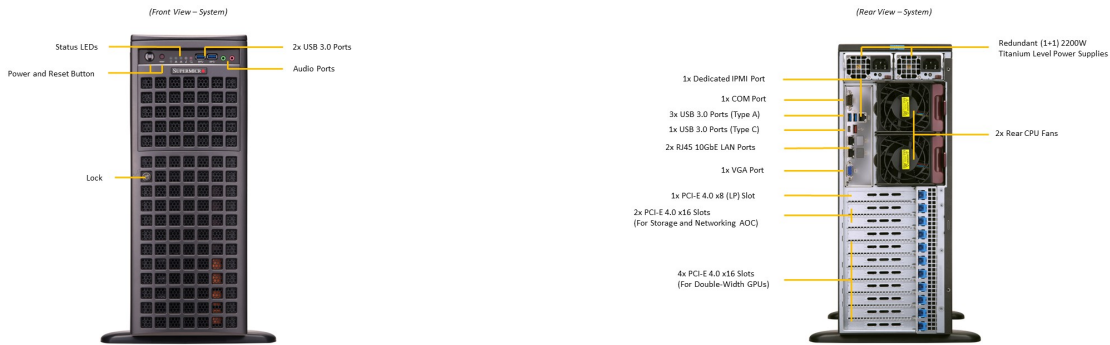 (Front View – System)
Status LEDs
2x USB 3.0 Ports
Power and Reset Button
Audio Ports
SUPERMICR
Lock
(Rear View – System)
Redundant (1+1) 2200W
Titanium Level Power Supplies
1x Dedicated IPMI Port
1x COM Port
3x USB 3.0 Ports (Type A)
1x USB 3.0 Ports (Type C)
2x Rear CPU Fans
2x RJ45 10GbE LAN Ports
1x VGA Port
1x PCI-E 4.0 x8 (LP) Slot
2x PCI-E 4.0 x16 Slots
(For Storage and Networking AOC)
4x PCI-E 4.0 x16 Slots
(For Double-Width GPUs)